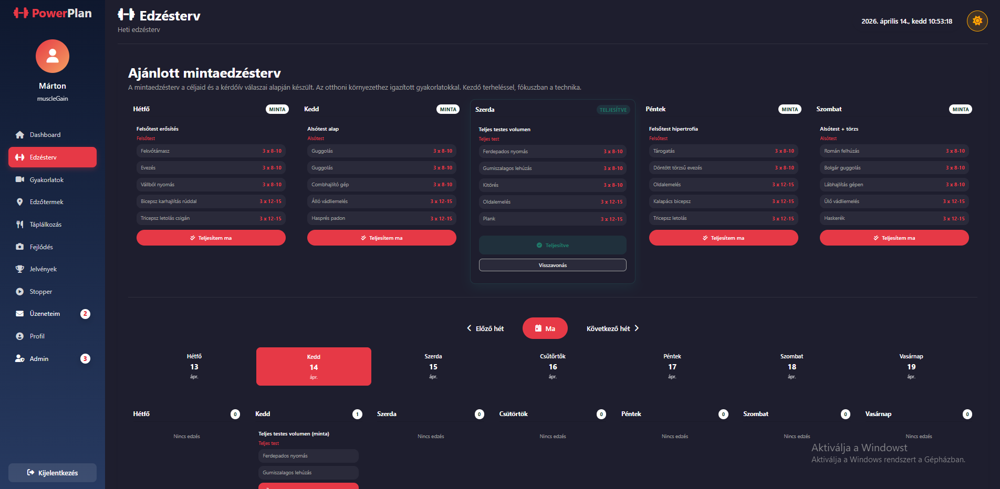 PowerPlan
Márton
muscleGain
Dashboard
Edzésterv
Gyakorlatok
Edzőtermek
Táplálkozás
Fejlődés
Jelvények
Stopper
Üzeneteim 2
Profil
Admin 3
Kijelentkezés
Edzésterv
Heti edzésterv
2026. április 14., kedd 10:53:18
Ajánlott mintaedzésterv
A mintaedzésterv a céljaid és a kérdőív válaszai alapján készült. Az otthoni környezethez igazított gyakorlatokkal. Kezdő terheléssel, fókuszban a technika.
Hétfő MINTA
Felsőtest erősítés
Felsőtest
Fekvőtámasz 3 x 8-10
Evezés 3 x 8-10
Vállból nyomás 3 x 8-10
Bicepsz karhajlítás rúddal 3 x 12-15
Tricepsz letolás csigán 3 x 12-15
Teljesítem ma
Kedd MINTA
Alsótest alap
Alsótest
Guggolás 3 x 8-10
Guggolás 3 x 8-10
Combhajlító gép 3 x 8-10
Álló vádliemelés 3 x 12-15
Hasprés padon 3 x 12-15
Teljesítem ma
Szerda TELJESÍTVE
Teljes testes volumen
Teljes test
Ferdepados nyomás 3 x 8-10
Gumiszalagos lehúzás 3 x 8-10
Kitörés 3 x 8-10
Oldalemelés 3 x 12-15
Plank 3 x 12-15
Teljesítve
Visszavonás
Péntek MINTA
Felsőtest hipertrofia
Felsőtest
Tárogatás 3 x 8-10
Döntött törzsű evezés 3 x 8-10
Oldalemelés 3 x 12-15
Kalapács bicepsz 3 x 12-15
Tricepsz letolás 3 x 12-15
Teljesítem ma
Szombat MINTA
Alsótest + törzs
Alsótest
Román felhúzás 3 x 8-10
Bolgár guggolás 3 x 8-10
Lábhajlítás gépen 3 x 8-10
Ülő vádliemelés 3 x 12-15
Haskerék 3 x 12-15
Teljesítem ma
Előző hét Ma Következő hét
Hétfő
13
ápr.
Kedd
14
ápr.
Szerda
15
ápr.
Csütörtök
16
ápr.
Péntek
17
ápr.
Szombat
18
ápr.
Vasárnap
19
ápr.
Hétfő 0
Nincs edzés
Kedd 1
Teljes testes volumen (minta)
Teljes test
Ferdepados nyomás
Gumiszalagos lehúzás
Szerda 0
Nincs edzés
Csütörtök 0
Nincs edzés
Péntek 0
Nincs edzés
Szombat 0
Nincs edzés
Vasárnap 0
Nincs edzés
Aktiválja a Windowst
Aktiválja a Windows rendszert a Gépházban.